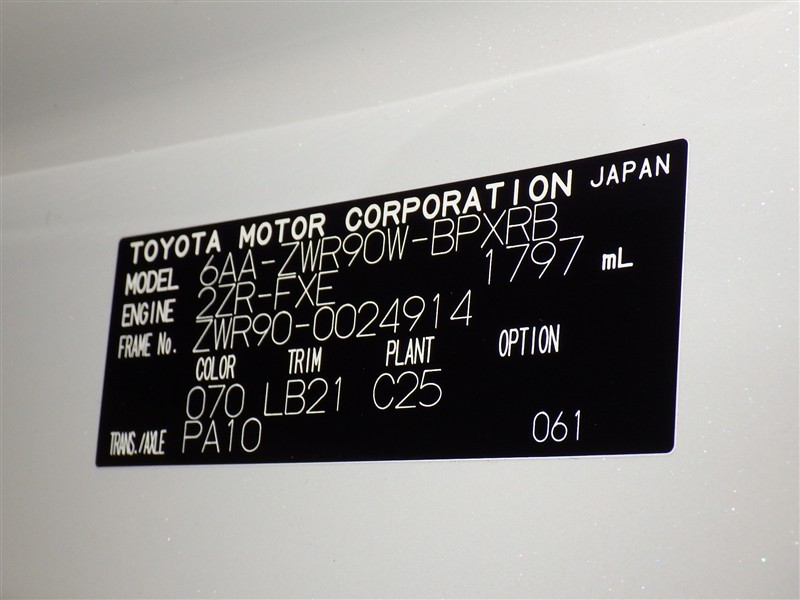 TOYOTA MOTOR CORPORATION JAPAN
MODEL 6AA-ZWR90W-BPXRB
ENGINE 2ZR-FXE 1797 mL
FRAME No. ZWR90-0024914
COLOR TRIM PLANT OPTION
070 LB21 C25
TRANS./AXLE PA10 061